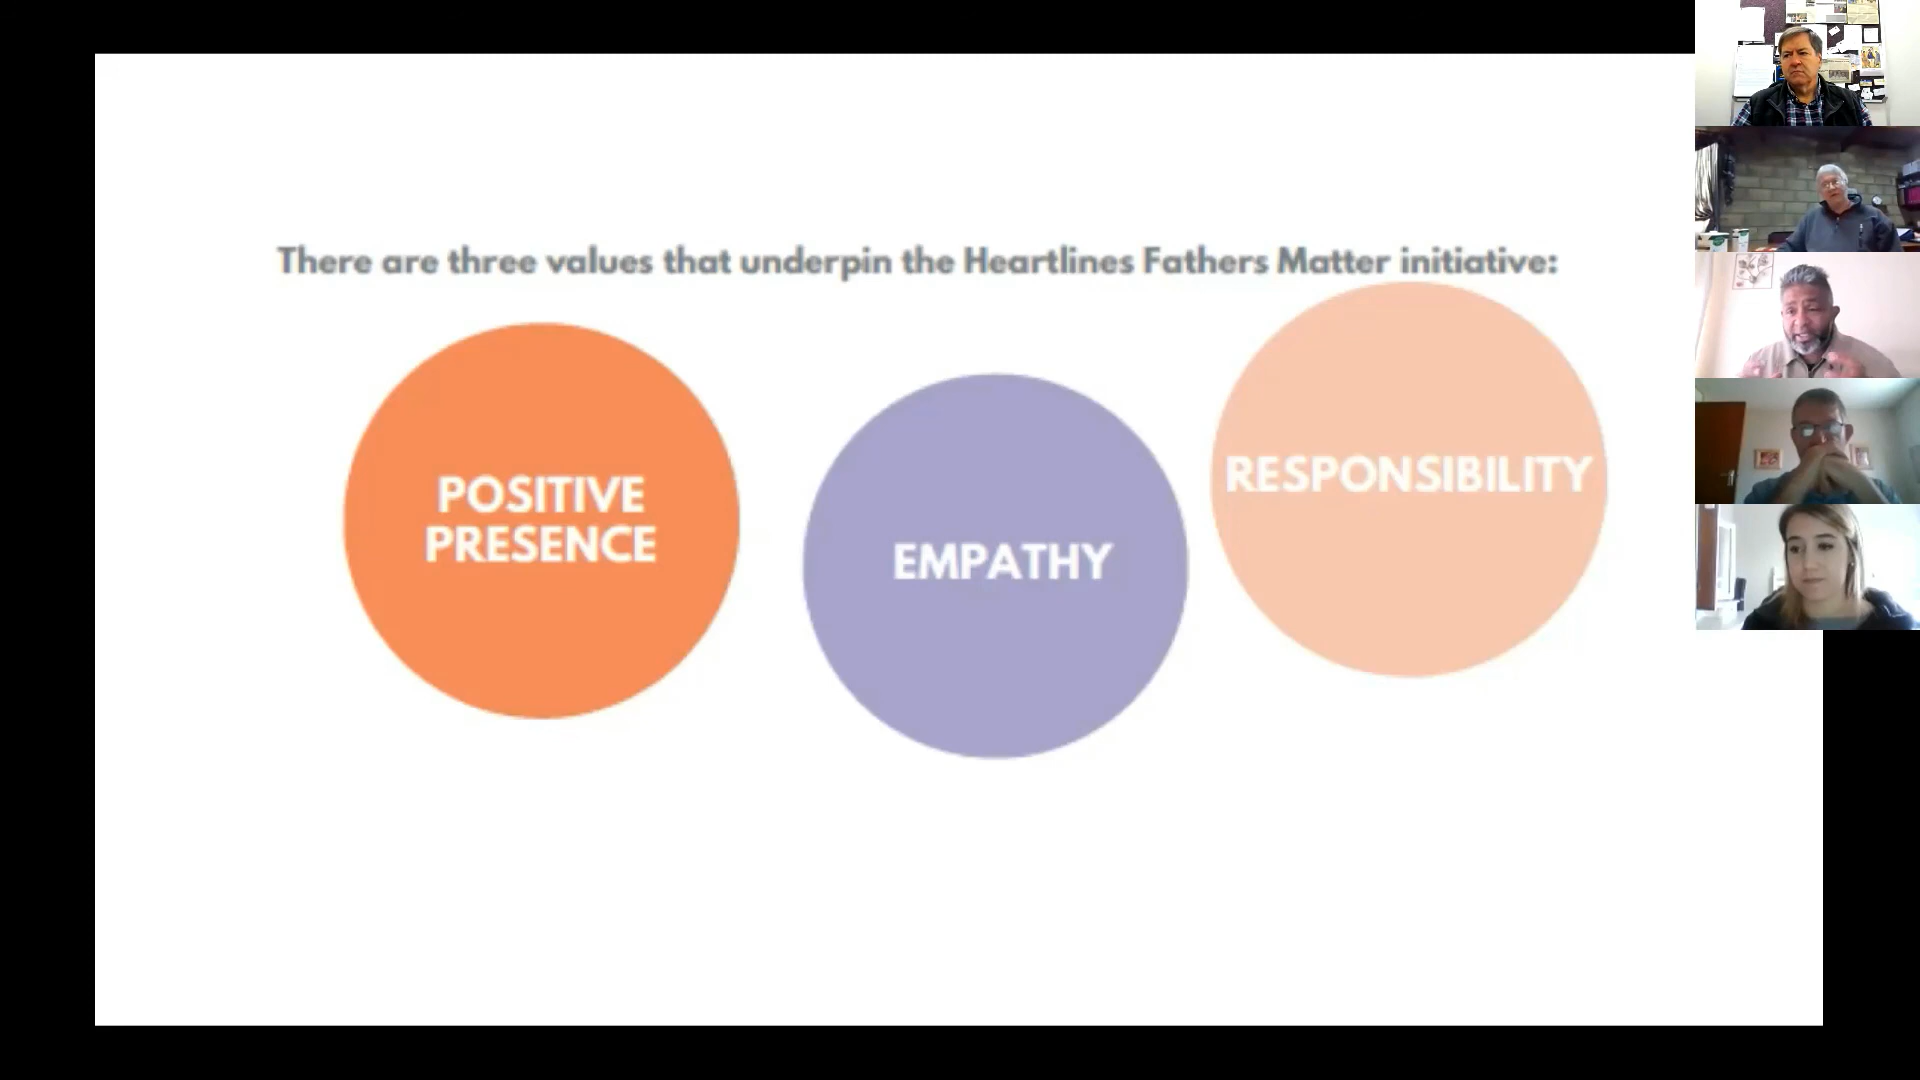 There are three values that underpin the Heartlines Fathers Matter initiative:
POSITIVE
PRESENCE
EMPATHY
RESPONSIBILITY